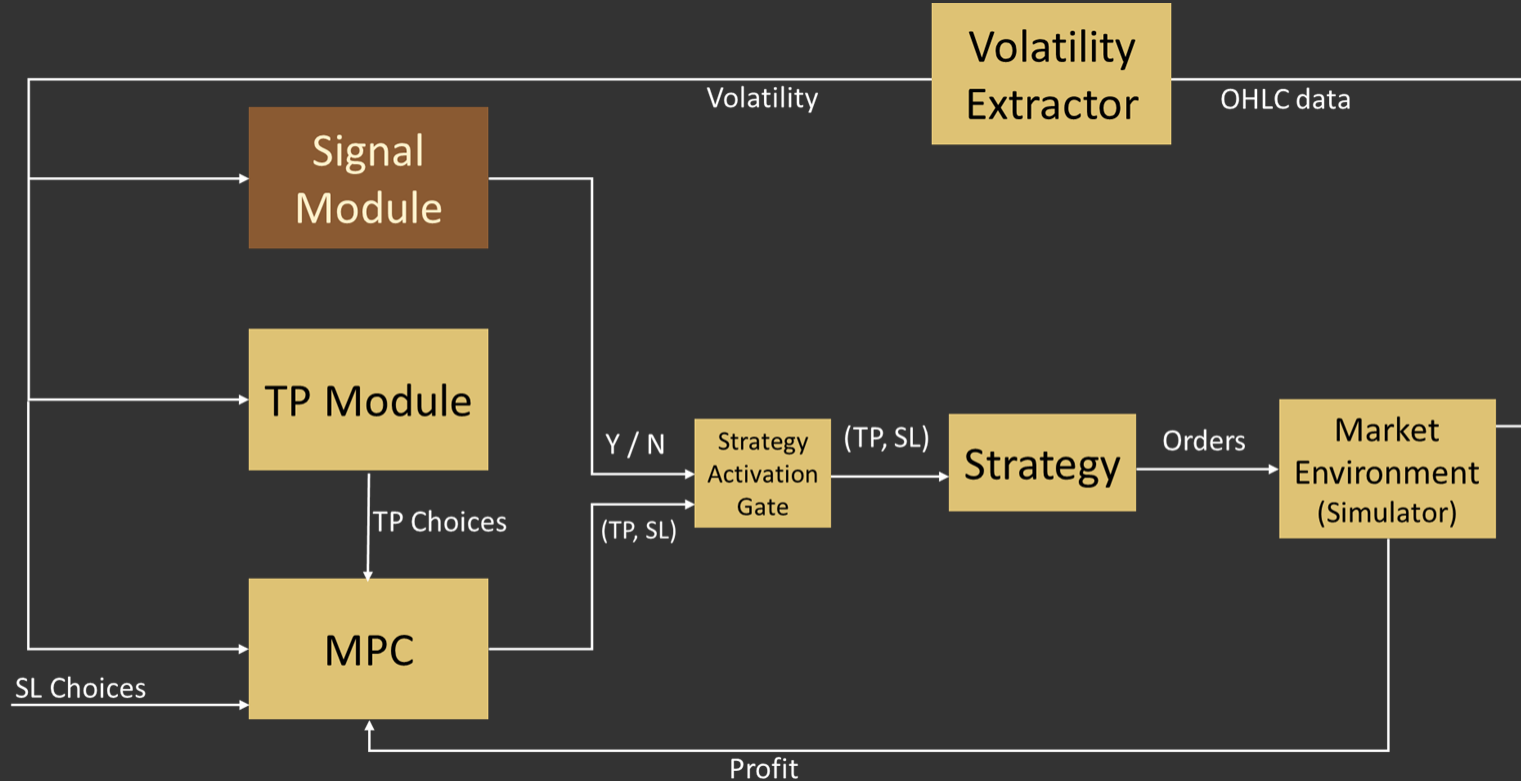 Volatility
Extractor
Volatility
OHLC data
Signal
Module
TP Module
Y / N
Strategy
Activation
Gate
(TP, SL)
Strategy
Orders
Market
Environment
(Simulator)
TP Choices
(TP, SL)
MPC
SL Choices
Profit